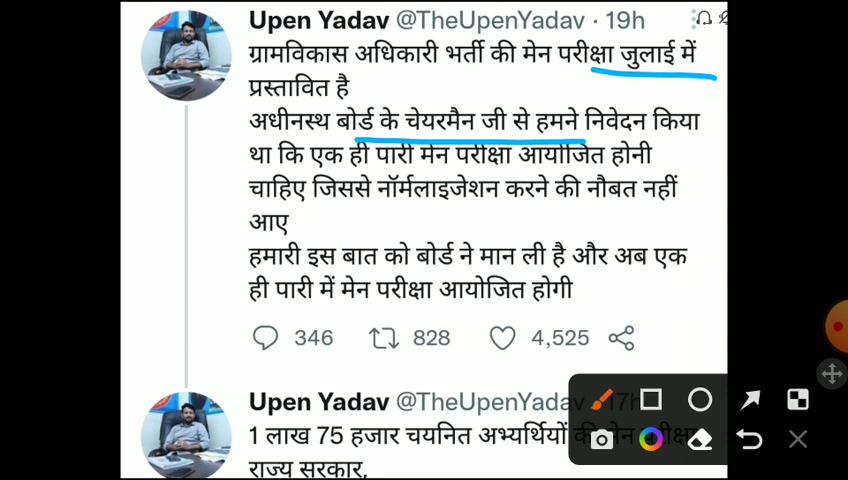 Upen Yadav @TheUpenYadav · 19h
ग्रामविकास अधिकारी भर्ती की मेन परीक्षा जुलाई में
प्रस्तावित है
अधीनस्थ बोर्ड के चेयरमैन जी से हमने निवेदन किया
था कि एक ही पारी मेन परीक्षा आयोजित होनी
चाहिए जिससे नॉर्मलाइजेशन करने की नौबत नहीं
आए
हमारी इस बात को बोर्ड ने मान ली है और अब एक
ही पारी में मेन परीक्षा आयोजित होगी
346 828 4,525
Upen Yadav @TheUpenYadav · 17h
1 लाख 75 हजार चयनित अभ्यर्थियों की मेन परीक्षा
राज्य सरकार,